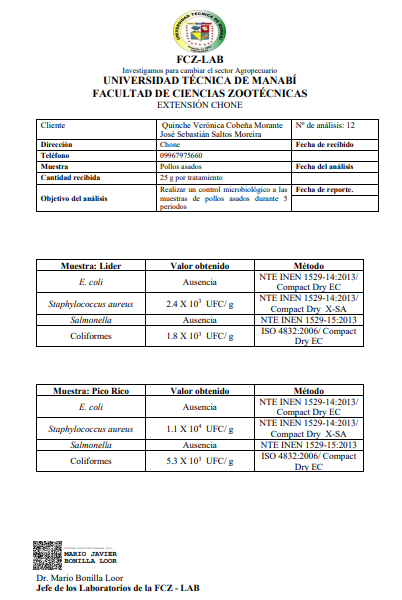 FCZ-LAB
Investigamos para cambiar el sector Agropecuario
UNIVERSIDAD TÉCNICA DE MANABÍ
FACULTAD DE CIENCIAS ZOOTÉCNICAS
EXTENSIÓN CHONE
Cliente Quinche Verónica Cobeña Morante Nº de análisis: 12
José Sebastián Saltos Moreira
Dirección Chone Fecha de recibido
Teléfono 09967975660
Muestra Pollos asados Fecha del análisis
Cantidad recibida 25 g por tratamiento
Objetivo del análisis Realizar un control microbiológico a las Fecha de reporte.
muestras de pollos asados durante 5
periodos
Muestra: Lider Valor obtenido Método
E. coli Ausencia NTE INEN 1529-14:2013/
Compact Dry EC
Staphylococcus aureus 2.4 X 10³ UFC/ g NTE INEN 1529-14:2013/
Compact Dry X-SA
Salmonella Ausencia NTE INEN 1529-15:2013
Coliformes 1.8 X 10³ UFC/ g ISO 4832:2006/ Compact
Dry EC
Muestra: Pico Rico Valor obtenido Método
E. coli Ausencia NTE INEN 1529-14:2013/
Compact Dry EC
Staphylococcus aureus 1.1 X 10⁴ UFC/ g NTE INEN 1529-14:2013/
Compact Dry X-SA
Salmonella Ausencia NTE INEN 1529-15:2013
Coliformes 5.3 X 10³ UFC/ g ISO 4832:2006/ Compact
Dry EC
MARIO JAVIER
BONILLA LOOR
Dr. Mario Bonilla Loor
Jefe de los Laboratorios de la FCZ - LAB